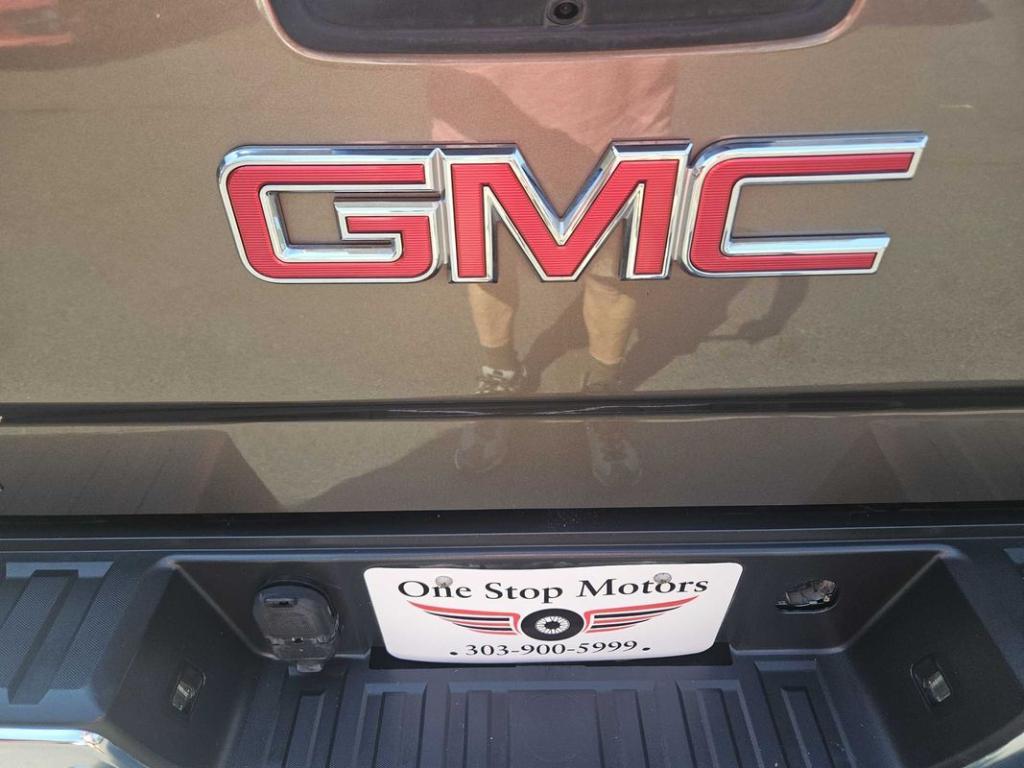 GMC
One Stop Motors
• 303-900-5999 •